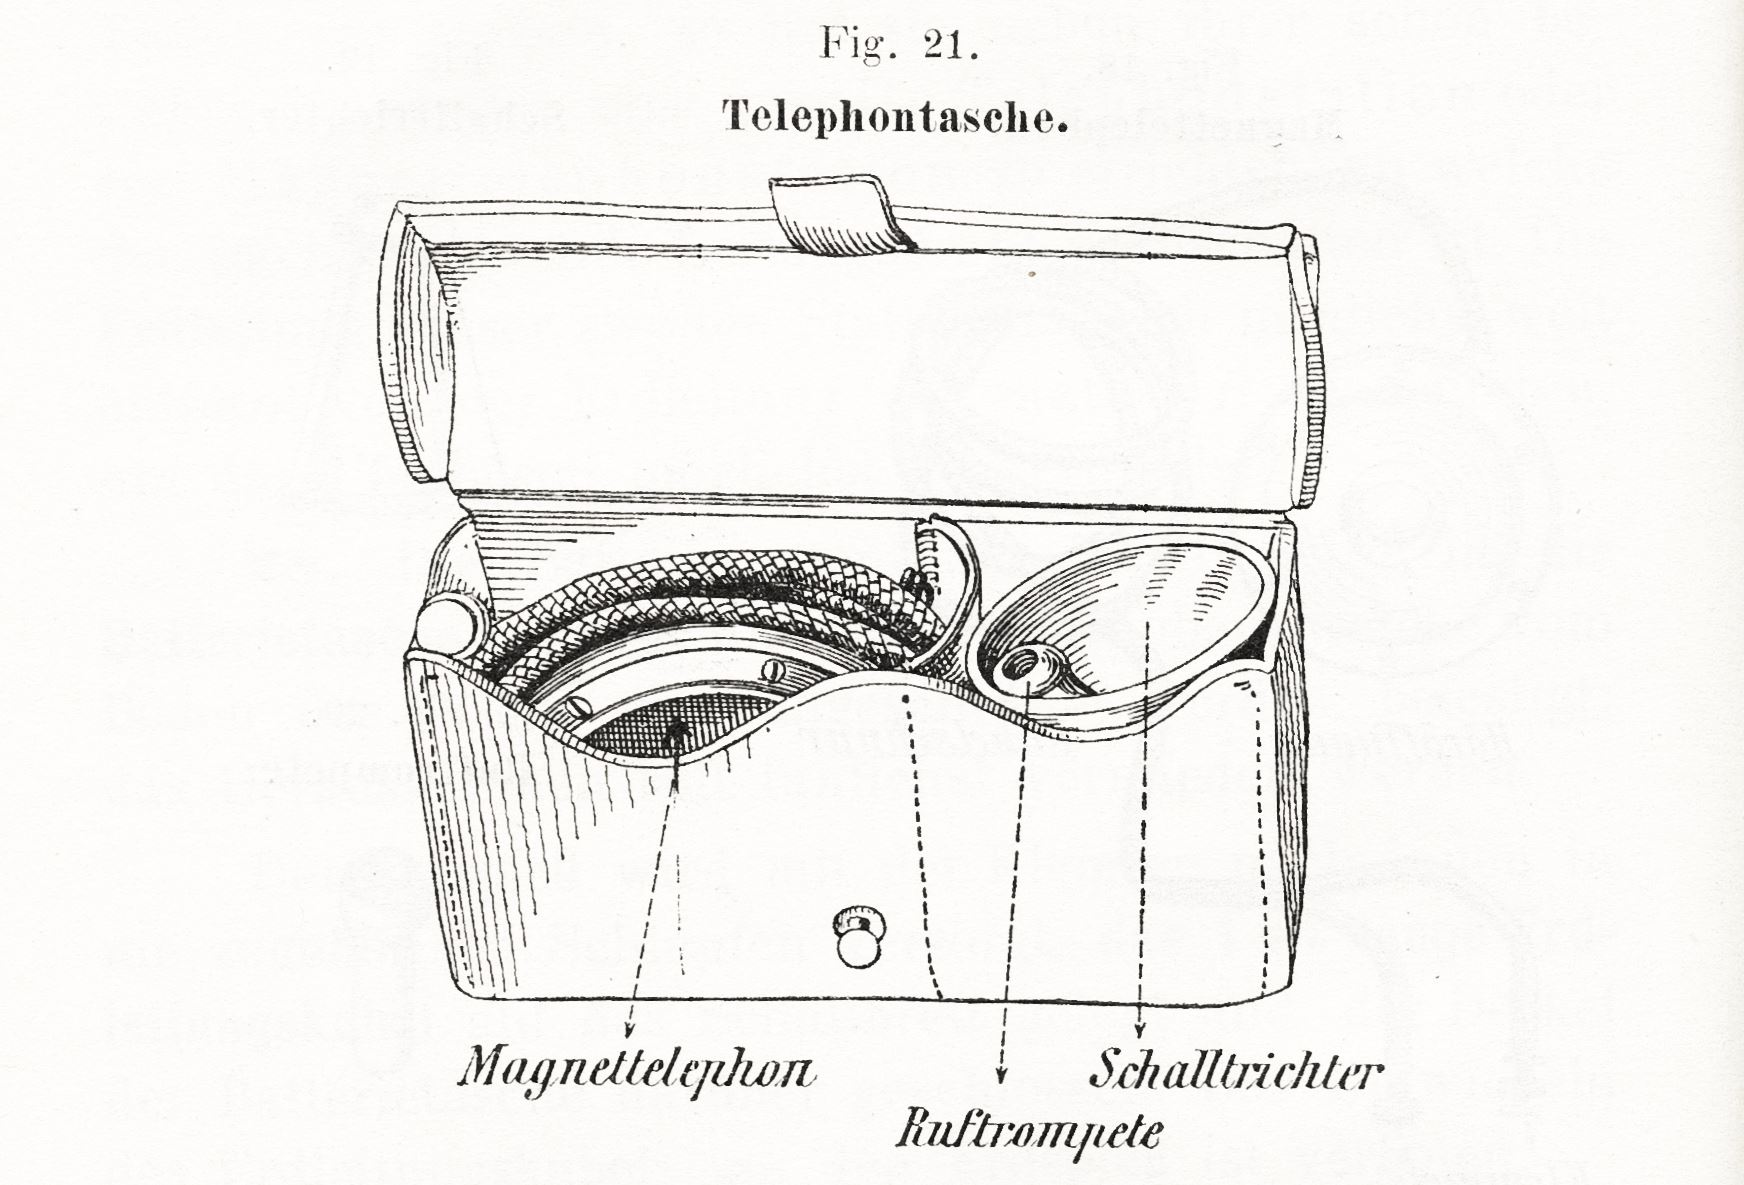 Fig. 21.
Telephontasche.
Magnettelephon
Schalltrichter
Ruftrompete